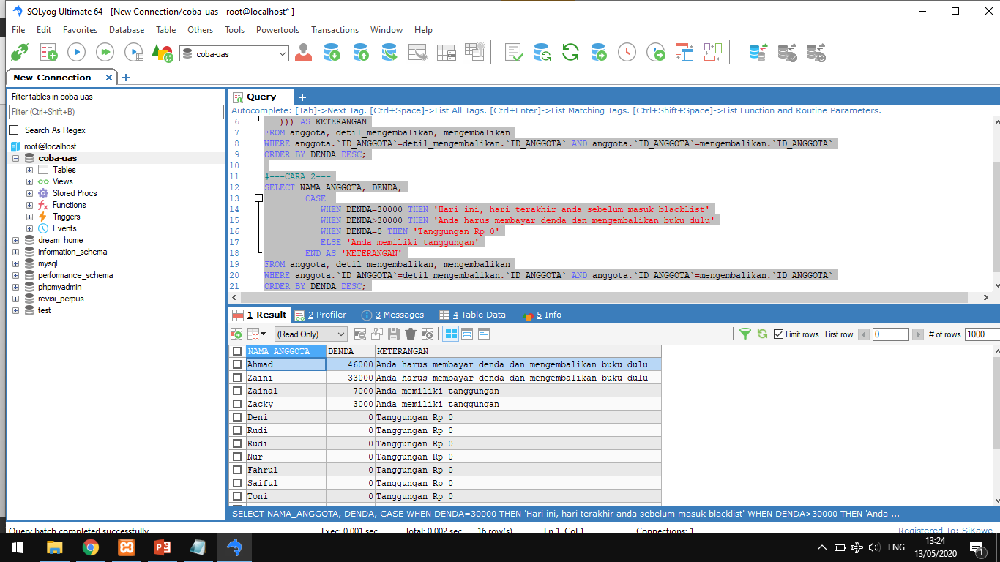 SQLyog Ultimate 64 - [New Connection/coba-uas - root@localhost* ]
File Edit Favorites Database Table Others Tools Powertools Transactions Window Help
coba-uas
New Connection × +
Filter tables in coba-uas
Filter (Ctrl+Shift+B)
Search As Regex
root@localhost
coba-uas
Tables
Views
Stored Procs
Functions
Triggers
Events
dream_home
information_schema
mysql
performance_schema
phpmyadmin
revisi_perpus
test
Query +
Autocomplete: [Tab]->Next Tag. [Ctrl+Space]->List All Tags. [Ctrl+Enter]->List Matching Tags. [Ctrl+Shift+Space]->List Function and Routine Parameters.
6 ))) AS KETERANGAN
7 FROM anggota, detil_mengembalikan, mengembalikan
8 WHERE anggota.`ID_ANGGOTA`=detil_mengembalikan.`ID_ANGGOTA` AND anggota.`ID_ANGGOTA`=mengembalikan.`ID_ANGGOTA`
9 ORDER BY DENDA DESC;
10
11 #---CARA 2---
12 SELECT NAMA_ANGGOTA, DENDA,
13 CASE
14 WHEN DENDA=30000 THEN 'Hari ini, hari terakhir anda sebelum masuk blacklist'
15 WHEN DENDA>30000 THEN 'Anda harus membayar denda dan mengembalikan buku dulu'
16 WHEN DENDA=0 THEN 'Tanggungan Rp 0'
17 ELSE 'Anda memiliki tanggungan'
18 END AS 'KETERANGAN'
19 FROM anggota, detil_mengembalikan, mengembalikan
20 WHERE anggota.`ID_ANGGOTA`=detil_mengembalikan.`ID_ANGGOTA` AND anggota.`ID_ANGGOTA`=mengembalikan.`ID_ANGGOTA`
21 ORDER BY DENDA DESC;
1 Result 2 Profiler 3 Messages 4 Table Data 5 Info
(Read Only) Limit rows First row 0 # of rows 1000
NAMA_ANGGOTA DENDA KETERANGAN
Ahmad 46000 Anda harus membayar denda dan mengembalikan buku dulu
Zaini 33000 Anda harus membayar denda dan mengembalikan buku dulu
Zainal 7000 Anda memiliki tanggungan
Zacky 3000 Anda memiliki tanggungan
Deni 0 Tanggungan Rp 0
Rudi 0 Tanggungan Rp 0
Rudi 0 Tanggungan Rp 0
Nur 0 Tanggungan Rp 0
Fahrul 0 Tanggungan Rp 0
Saiful 0 Tanggungan Rp 0
Toni 0 Tanggungan Rp 0
SELECT NAMA_ANGGOTA, DENDA, CASE WHEN DENDA=30000 THEN 'Hari ini, hari terakhir anda sebelum masuk blacklist' WHEN DENDA>30000 THEN 'Anda ...
Query batch completed successfully Exec: 0.001 sec Total: 0.002 sec 16 row(s) Ln 1, Col 1 Connections: 1 Registered To: SiKawe
ENG
13:24
13/05/2020
1